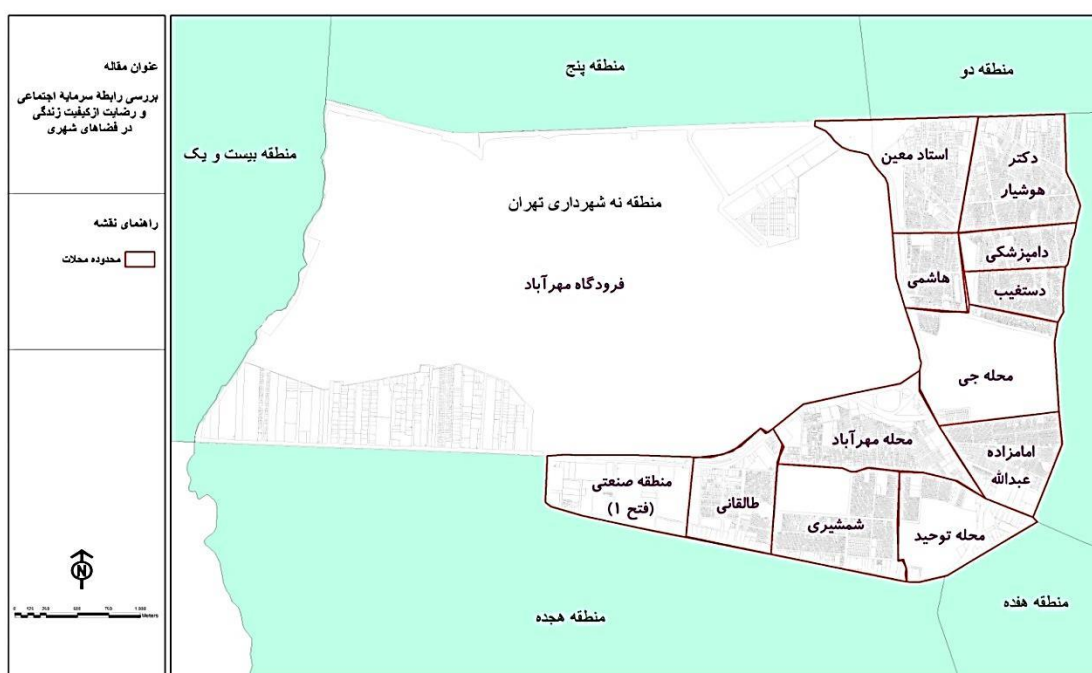 عنوان مقاله
بررسی رابطهٔ سرمایهٔ اجتماعی
و رضایت ازکیفیت زندگی
در فضاهای شهری
راهنمای نقشه
محدوده محلات
N
Meters
منطقه پنج
منطقه دو
منطقه بیست و یک
منطقه نه شهرداری تهران
فرودگاه مهرآباد
استاد معین
دکتر
هوشیار
دامپزشکی
هاشمی
دستغیب
محله جی
محله مهرآباد
امامزاده
عبدالله
منطقه صنعتی
(فتح ۱)
طالقانی
شمشیری
محله توحید
منطقه هجده
منطقه هفده